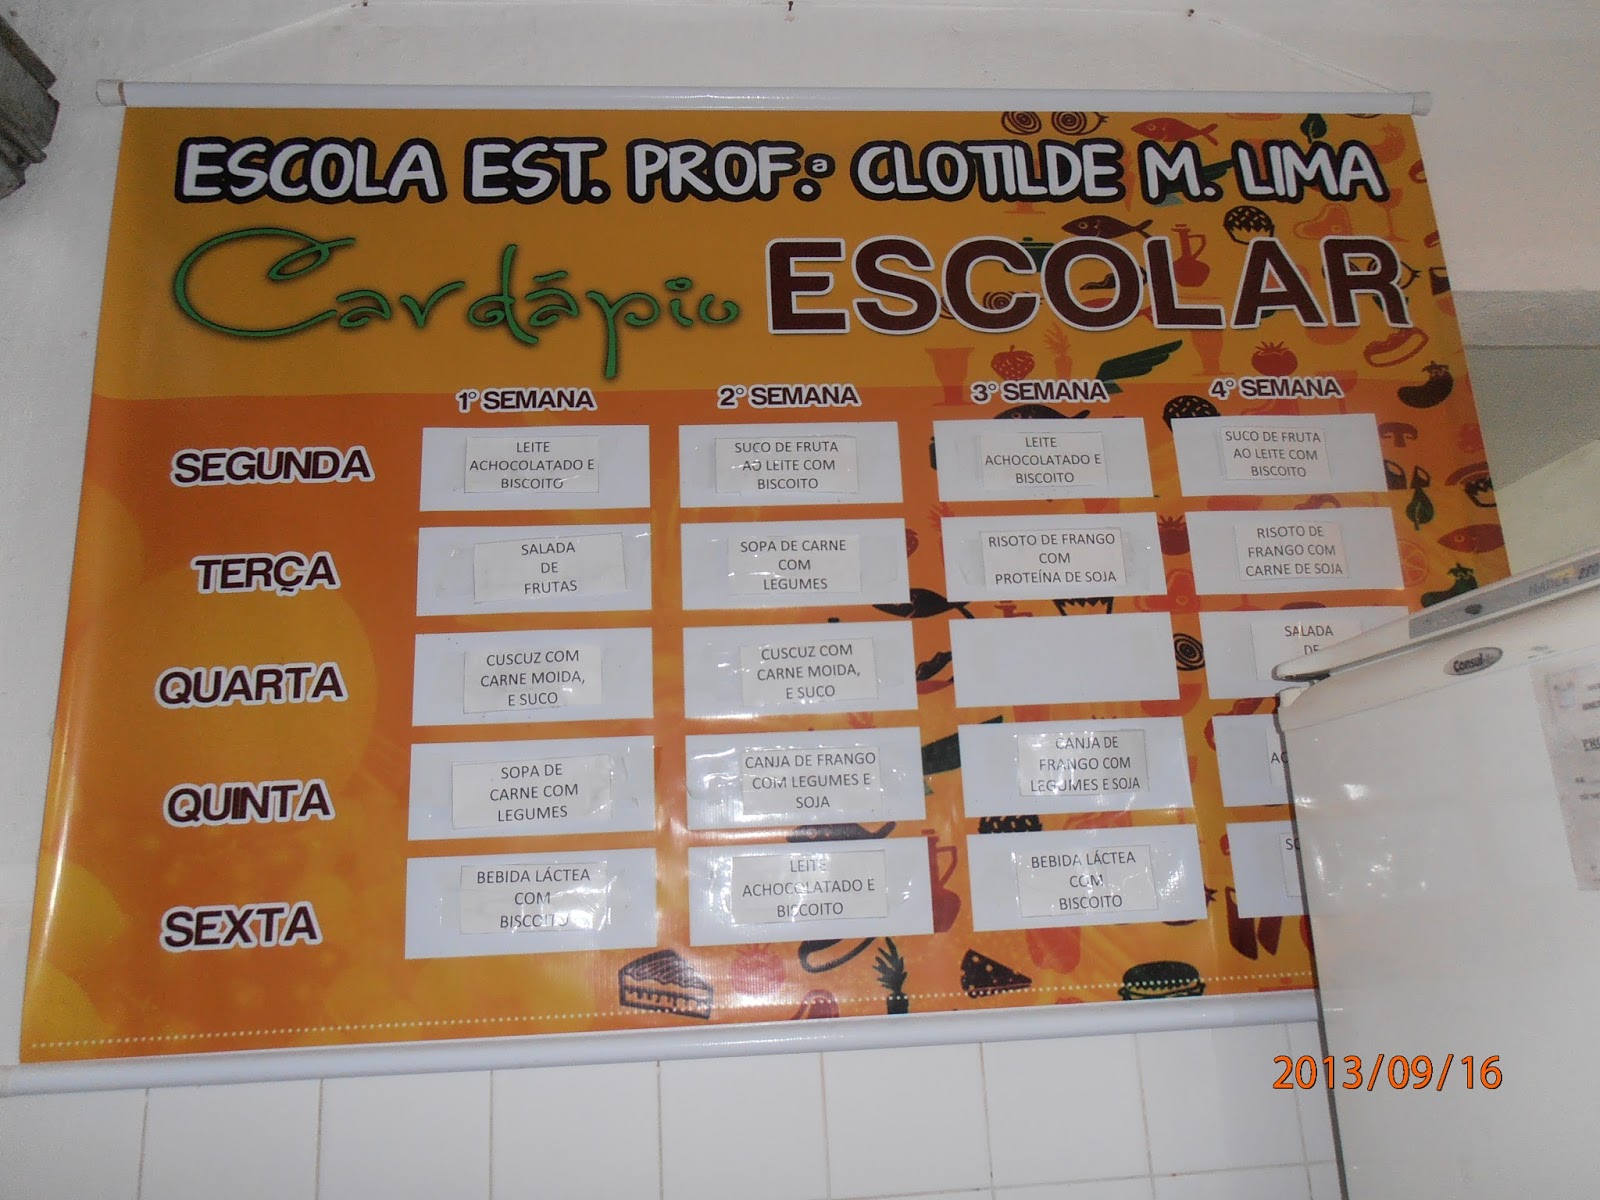 ESCOLA EST. PROF.ª CLOTILDE M. LIMA
Cardápio ESCOLAR
1° SEMANA
2° SEMANA
3° SEMANA
4° SEMANA
SEGUNDA
LEITE
ACHOCOLATADO E
BISCOITO
SUCO DE FRUTA
AO LEITE COM
BISCOITO
LEITE
ACHOCOLATADO E
BISCOITO
SUCO DE FRUTA
AO LEITE COM
BISCOITO
TERÇA
SALADA
DE
FRUTAS
SOPA DE CARNE
COM
LEGUMES
RISOTO DE FRANGO
COM
PROTEÍNA DE SOJA
RISOTO DE
FRANGO COM
CARNE DE SOJA
QUARTA
CUSCUZ COM
CARNE MOIDA,
E SUCO
CUSCUZ COM
CARNE MOIDA,
E SUCO
SALADA
DE
QUINTA
SOPA DE
CARNE COM
LEGUMES
CANJA DE FRANGO
COM LEGUMES E
SOJA
CANJA DE
FRANGO COM
LEGUMES E SOJA
SEXTA
BEBIDA LÁCTEA
COM
BISCOITO
LEITE
ACHOCOLATADO E
BISCOITO
BEBIDA LÁCTEA
COM
BISCOITO
Consul
2013/09/16